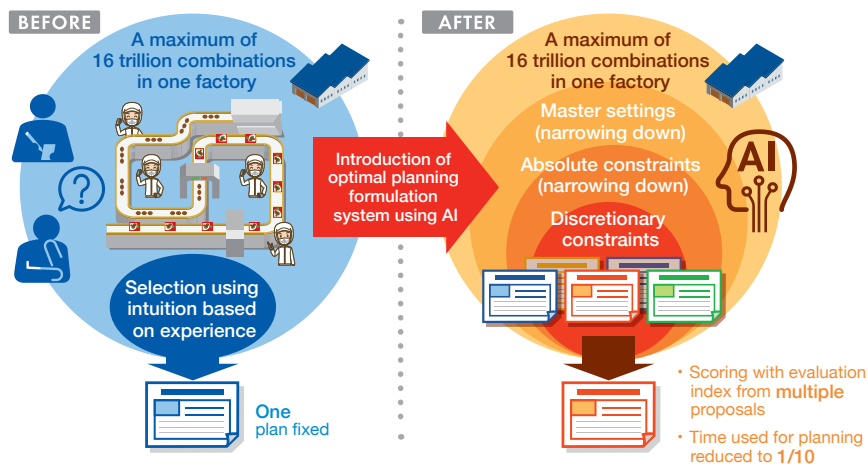 BEFORE
A maximum of
16 trillion combinations
in one factory
?
Selection using
intuition based
on experience
One
plan fixed
Introduction of
optimal planning
formulation
system using AI
AFTER
A maximum of
16 trillion combinations
in one factory
Master settings
(narrowing down)
Absolute constraints
(narrowing down)
Discretionary
constraints
AI
• Scoring with evaluation
index from multiple
proposals
• Time used for planning
reduced to 1/10